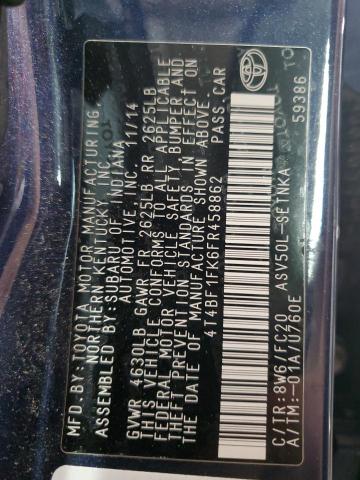 MFD.BY:TOYOTA MOTOR MANUFACTURING
NORTHERN KENTUCKY, INC.
ASSEMBLED BY:SUBARU OF INDIANA
AUTOMOTIVE, INC. 11/14
GVWR 4630LB GAWR FR 2625LB RR 2625LB
THIS VEHICLE CONFORMS TO ALL APPLICABLE
FEDERAL MOTOR VEHICLE SAFETY, BUMPER AND
THEFT PREVENTION STANDARDS IN EFFECT ON
THE DATE OF MANUFACTURE SHOWN ABOVE.
4T4BF1FK6FR458862 PASS.CAR
C/TR:8W6/FC20 ASV50L-SETNKA
A/TM:-01A/U760E 59386